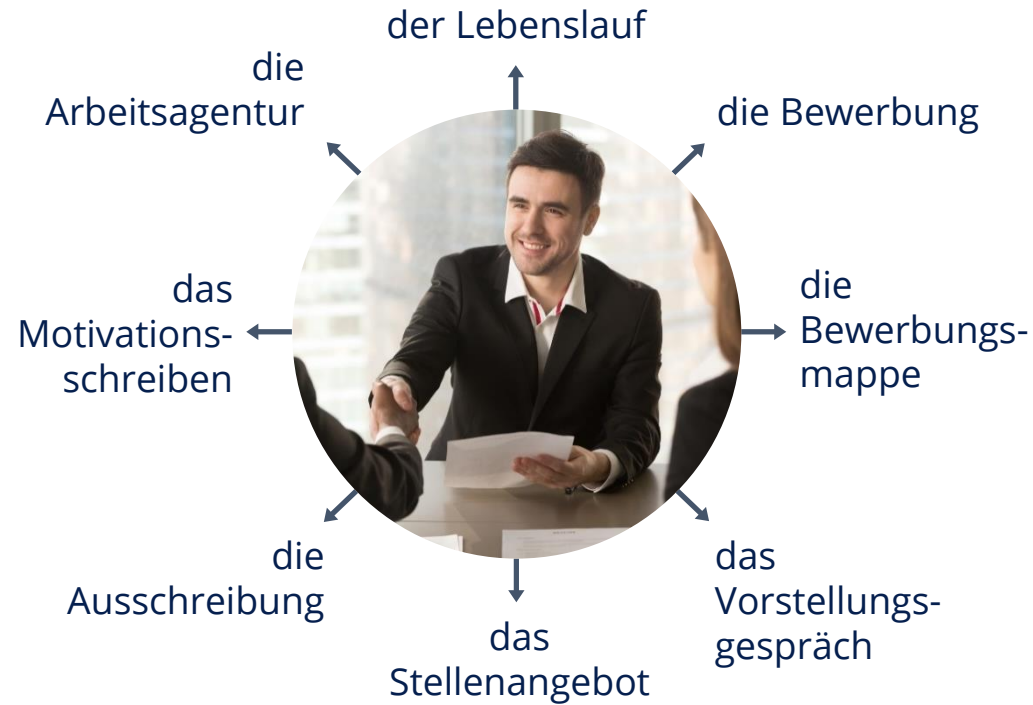 der Lebenslauf
die
Arbeitsagentur
die Bewerbung
das
Motivations-
schreiben
die
Bewerbungs-
mappe
die
Ausschreibung
das
Stellenangebot
das
Vorstellungs-
gespräch